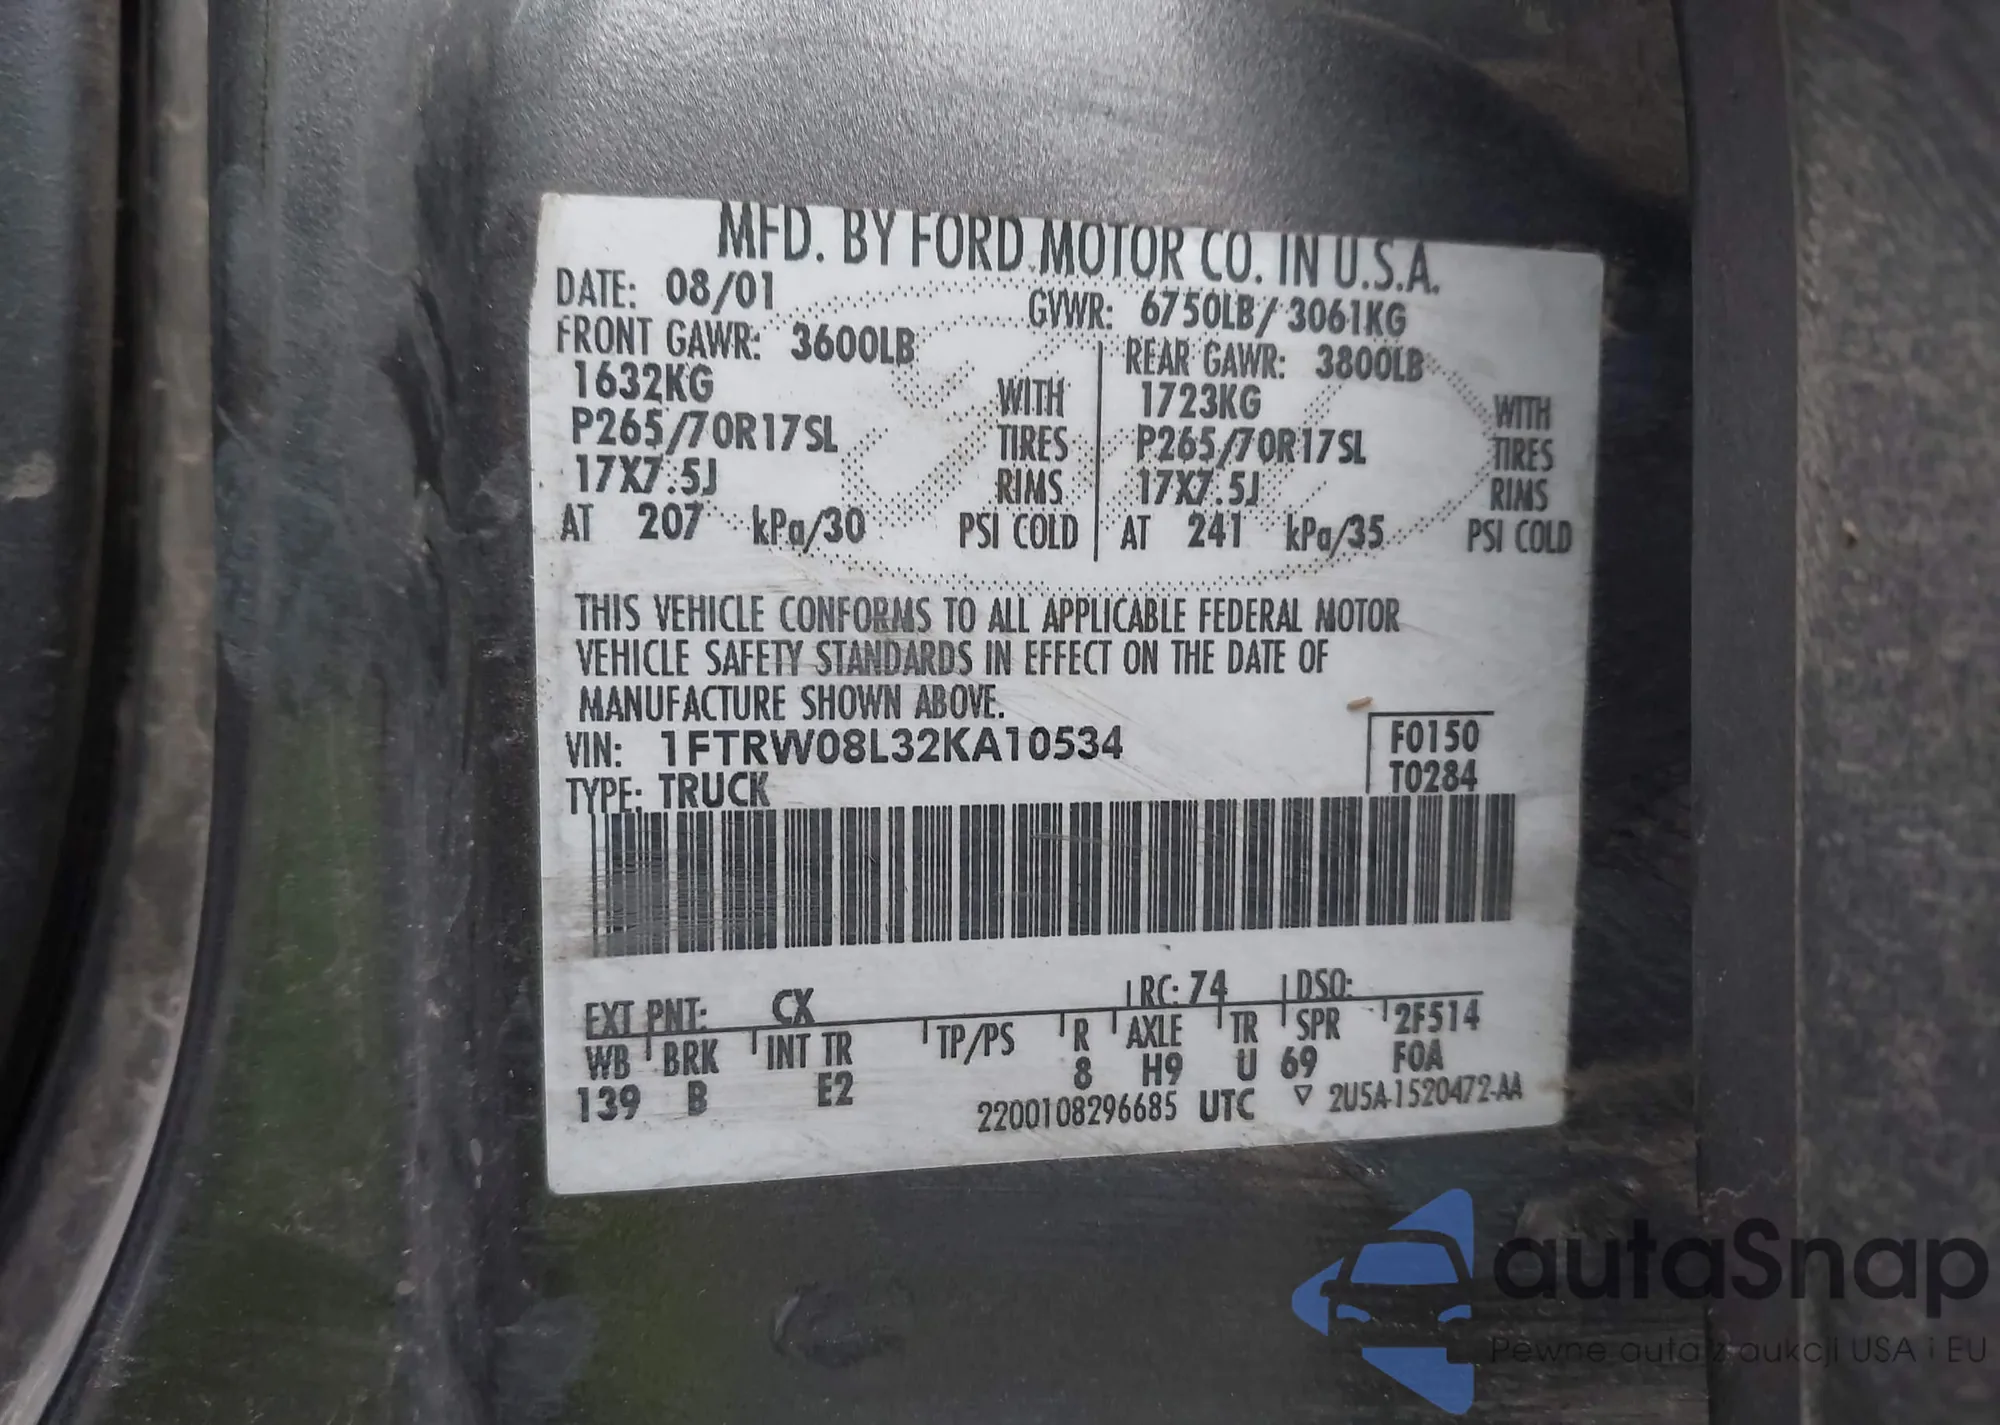 MFD. BY FORD MOTOR CO. IN U.S.A.
DATE: 08/01 GVWR: 6750LB/ 3061KG
FRONT GAWR: 3600LB REAR GAWR: 3800LB
1632KG WITH 1723KG WITH
P265/70R17SL TIRES P265/70R17SL TIRES
17X7.5J RIMS 17X7.5J RIMS
AT 207 kPa/30 PSI COLD AT 241 kPa/35 PSI COLD
THIS VEHICLE CONFORMS TO ALL APPLICABLE FEDERAL MOTOR
VEHICLE SAFETY STANDARDS IN EFFECT ON THE DATE OF
MANUFACTURE SHOWN ABOVE.
VIN: 1FTRW08L32KA10534 F0150
TYPE: TRUCK T0284
EXT PNT: CX RC: 74 DSO:
WB BRK INT TR TP/PS R AXLE TR SPR 2F514
139 B E2 8 H9 U 69 F0A
2200108296685 UTC ▽ 2U5A-1520472-AA
autaSnap
Pewne auta z aukcji USA i EU